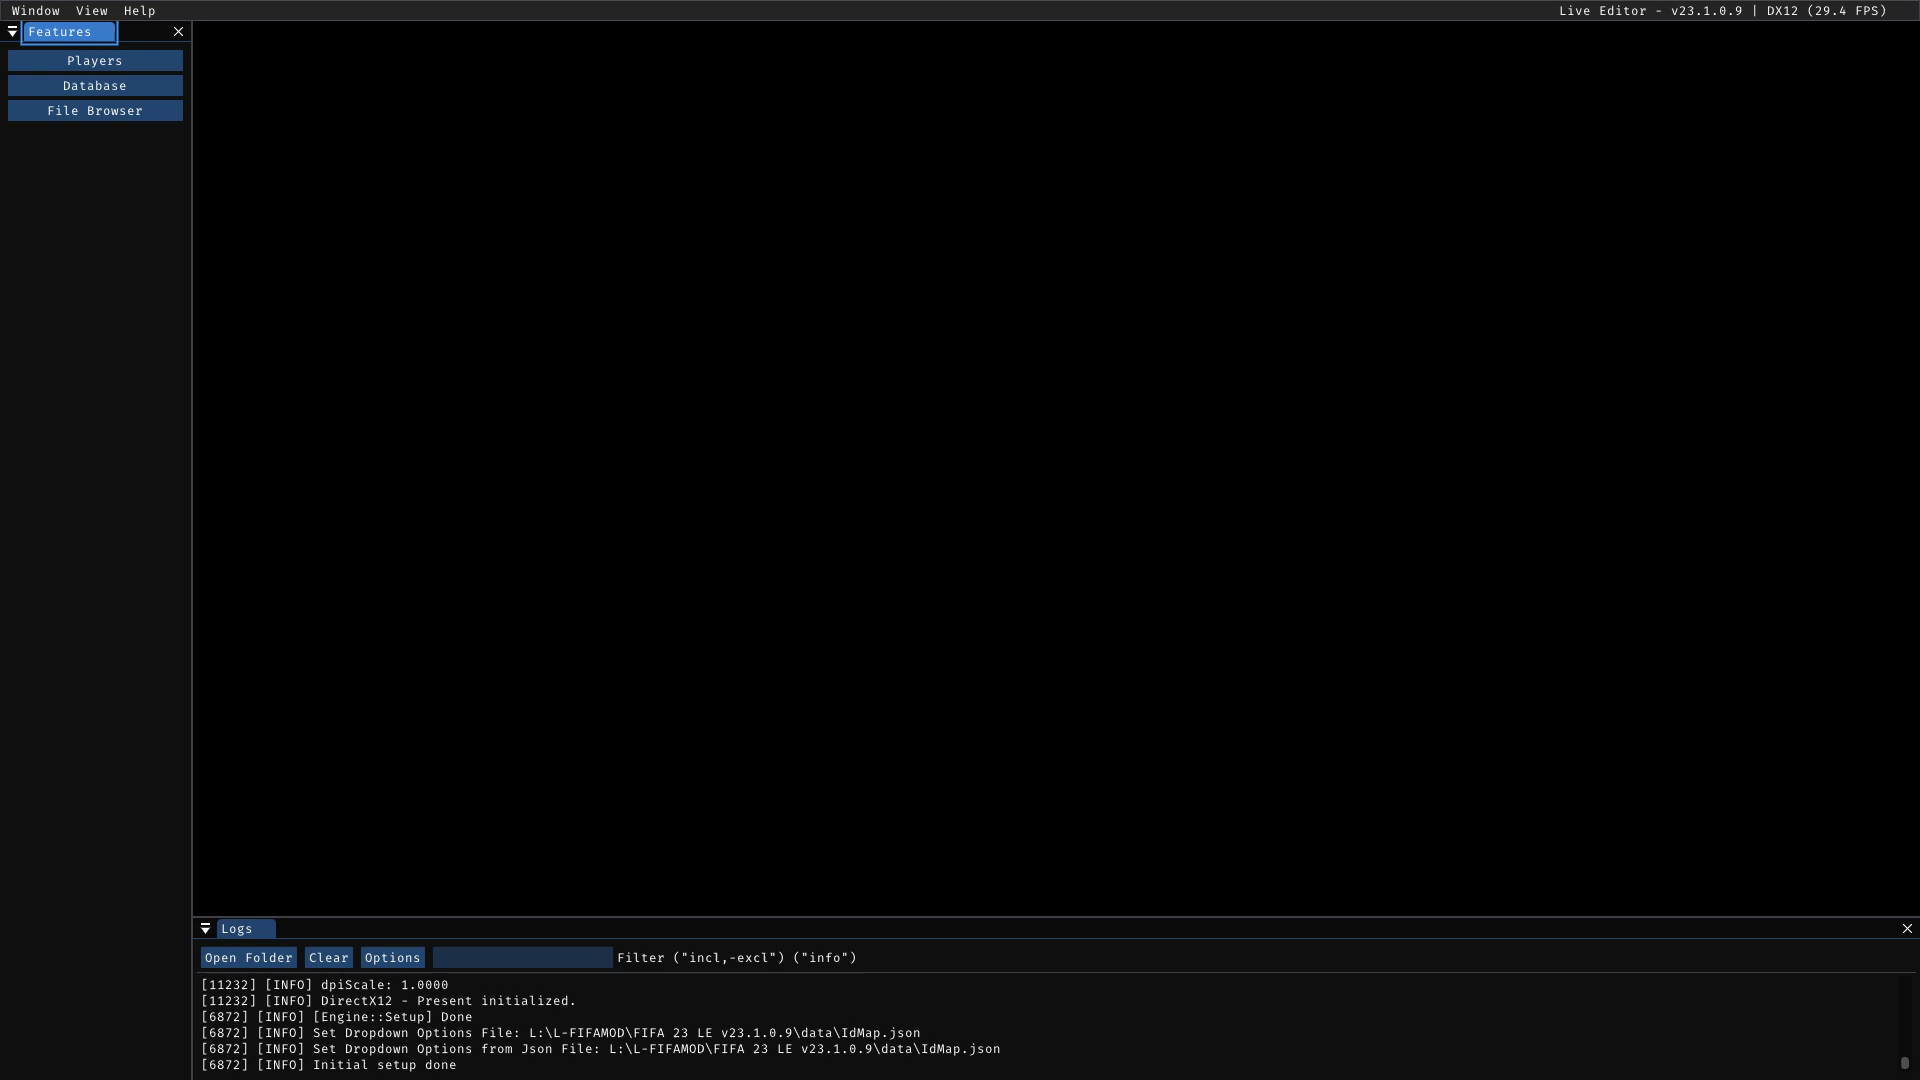 Window View Help
Live Editor - v23.1.0.9 | DX12 (29.4 FPS)
Features
Players
Database
File Browser
Logs
Open Folder Clear Options Filter ("incl,-excl") ("info")
[11232] [INFO] dpiScale: 1.0000
[11232] [INFO] DirectX12 - Present initialized.
[6872] [INFO] [Engine::Setup] Done
[6872] [INFO] Set Dropdown Options File: L:\L-FIFAMOD\FIFA 23 LE v23.1.0.9\data\IdMap.json
[6872] [INFO] Set Dropdown Options from Json File: L:\L-FIFAMOD\FIFA 23 LE v23.1.0.9\data\IdMap.json
[6872] [INFO] Initial setup done